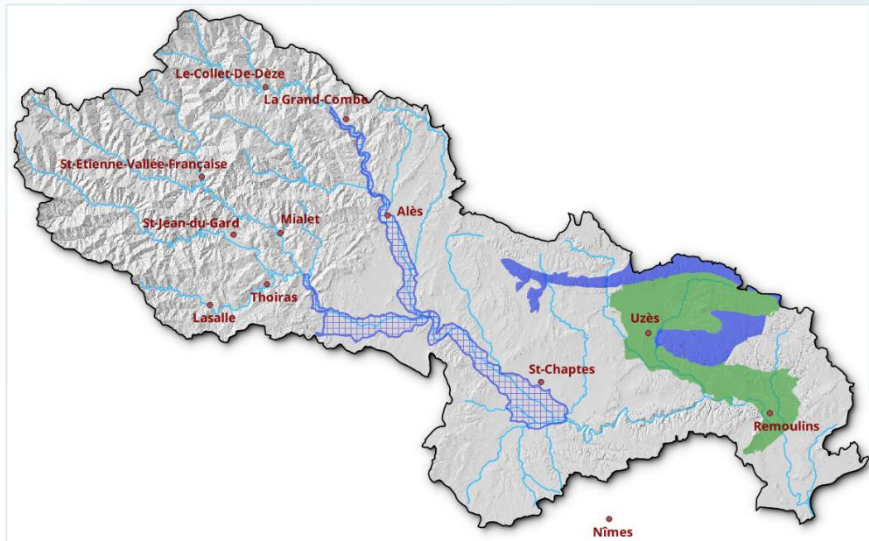 Le-Collet-De-Dèze
La Grand-Combe
St-Etienne-Vallée-Française
Alès
St-Jean-du-Gard
Mialet
Thoiras
Lasalle
Uzès
St-Chaptes
Remoulins
Nîmes